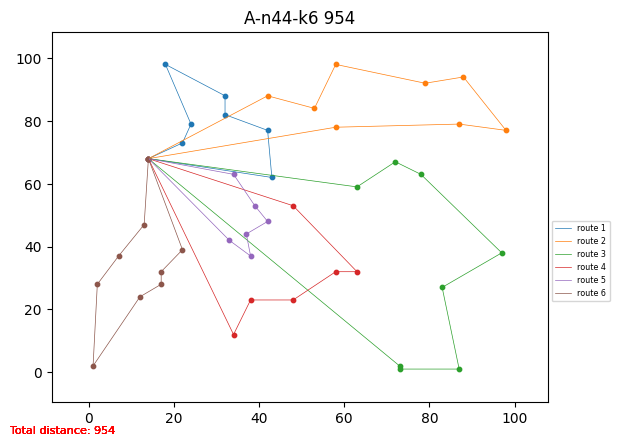 A-n44-k6 954
100
80
60
40
20
0
0 20 40 60 80 100
route 1
route 2
route 3
route 4
route 5
route 6
Total distance: 954